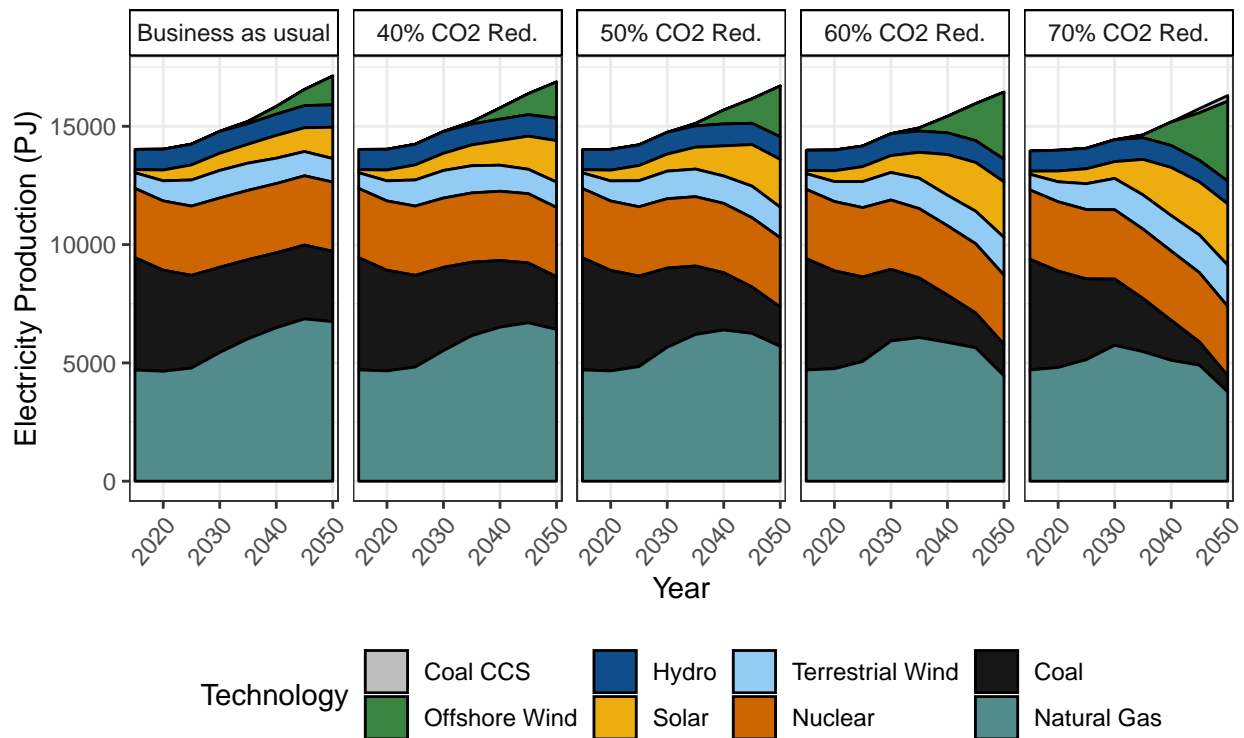 Business as usual 40% CO2 Red. 50% CO2 Red. 60% CO2 Red. 70% CO2 Red.
Electricity Production (PJ)
15000
10000
5000
0
2020 2030 2040 2050 2020 2030 2040 2050 2020 2030 2040 2050 2020 2030 2040 2050 2020 2030 2040 2050
Year
Technology
Coal CCS Hydro Terrestrial Wind Coal
Offshore Wind Solar Nuclear Natural Gas